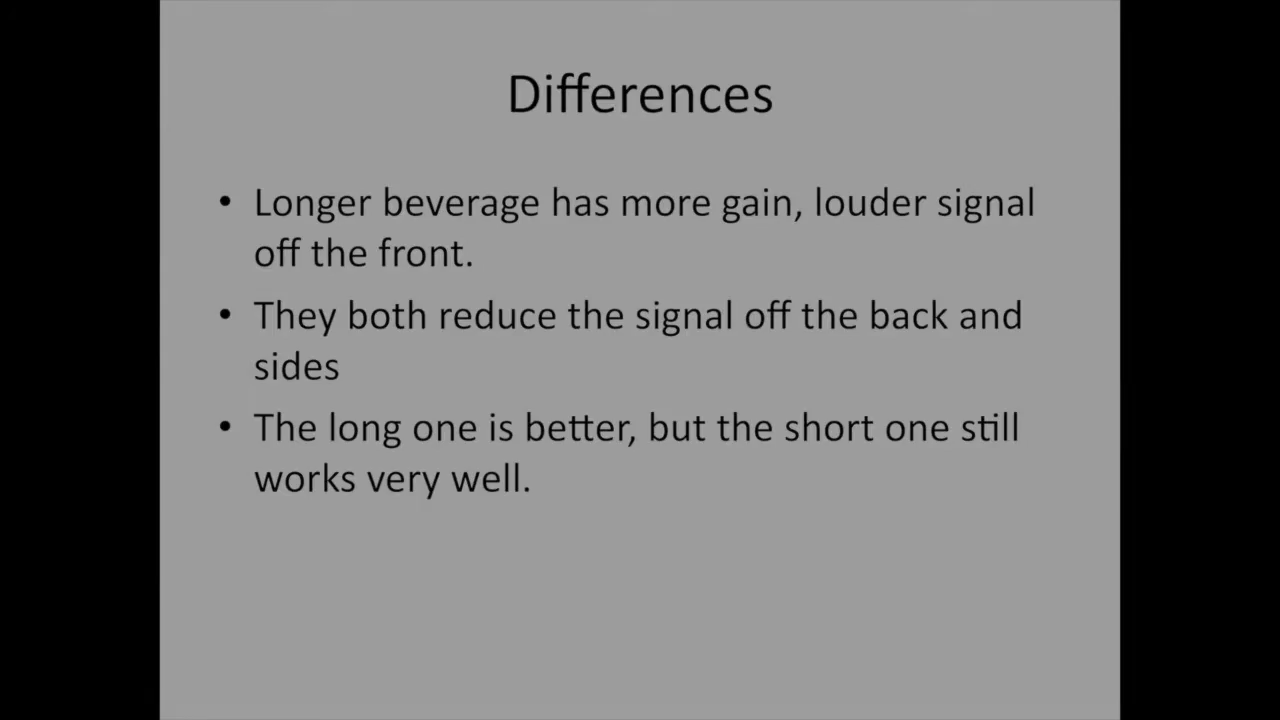 Differences
• Longer beverage has more gain, louder signal
off the front.
• They both reduce the signal off the back and
sides
• The long one is better, but the short one still
works very well.